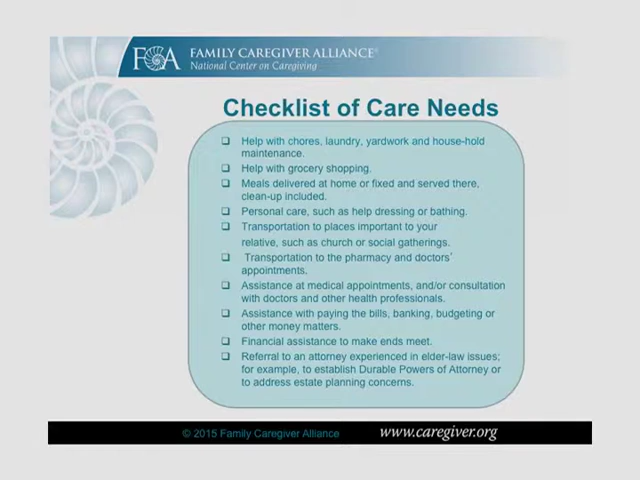 FCA FAMILY CAREGIVER ALLIANCE®
National Center on Caregiving
Checklist of Care Needs
❑ Help with chores, laundry, yardwork and house-hold
maintenance.
❑ Help with grocery shopping.
❑ Meals delivered at home or fixed and served there,
clean-up included.
❑ Personal care, such as help dressing or bathing.
❑ Transportation to places important to your
relative, such as church or social gatherings.
❑ Transportation to the pharmacy and doctors'
appointments.
❑ Assistance at medical appointments, and/or consultation
with doctors and other health professionals.
❑ Assistance with paying the bills, banking, budgeting or
other money matters.
❑ Financial assistance to make ends meet.
❑ Referral to an attorney experienced in elder-law issues;
for example, to establish Durable Powers of Attorney or
to address estate planning concerns.
© 2015 Family Caregiver Alliance www.caregiver.org